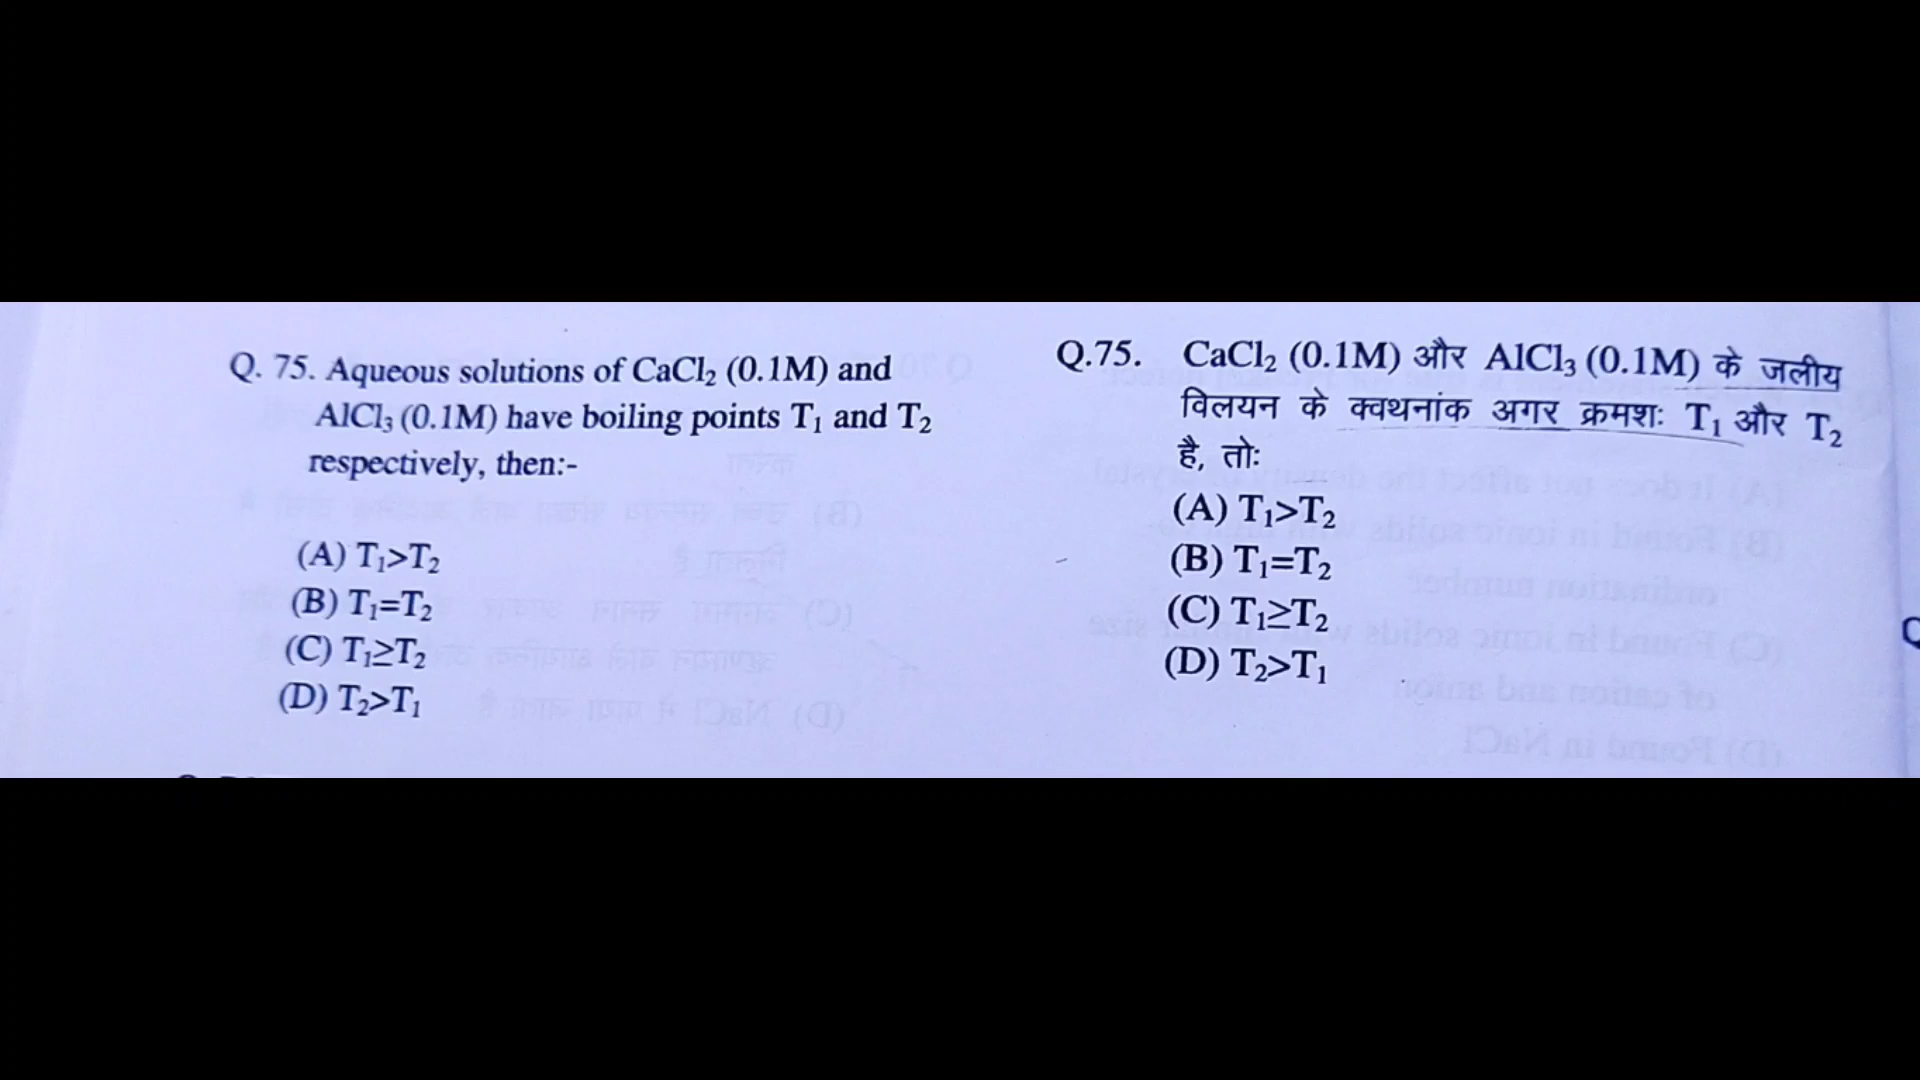 Q. 75. Aqueous solutions of CaCl₂ (0.1M) and
AlCl₃ (0.1M) have boiling points T₁ and T₂
respectively, then:-
(A) T₁>T₂
(B) T₁=T₂
(C) T₁≥T₂
(D) T₂>T₁
Q.75. CaCl₂ (0.1M) और AlCl₃ (0.1M) के जलीय
विलयन के क्वथनांक अगर क्रमशः T₁ और T₂
है, तोः
(A) T₁>T₂
(B) T₁=T₂
(C) T₁≥T₂
(D) T₂>T₁